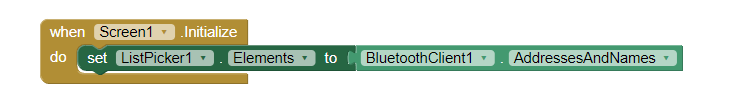 when Screen1 .Initialize
do set ListPicker1 . Elements to BluetoothClient1 . AddressesAndNames